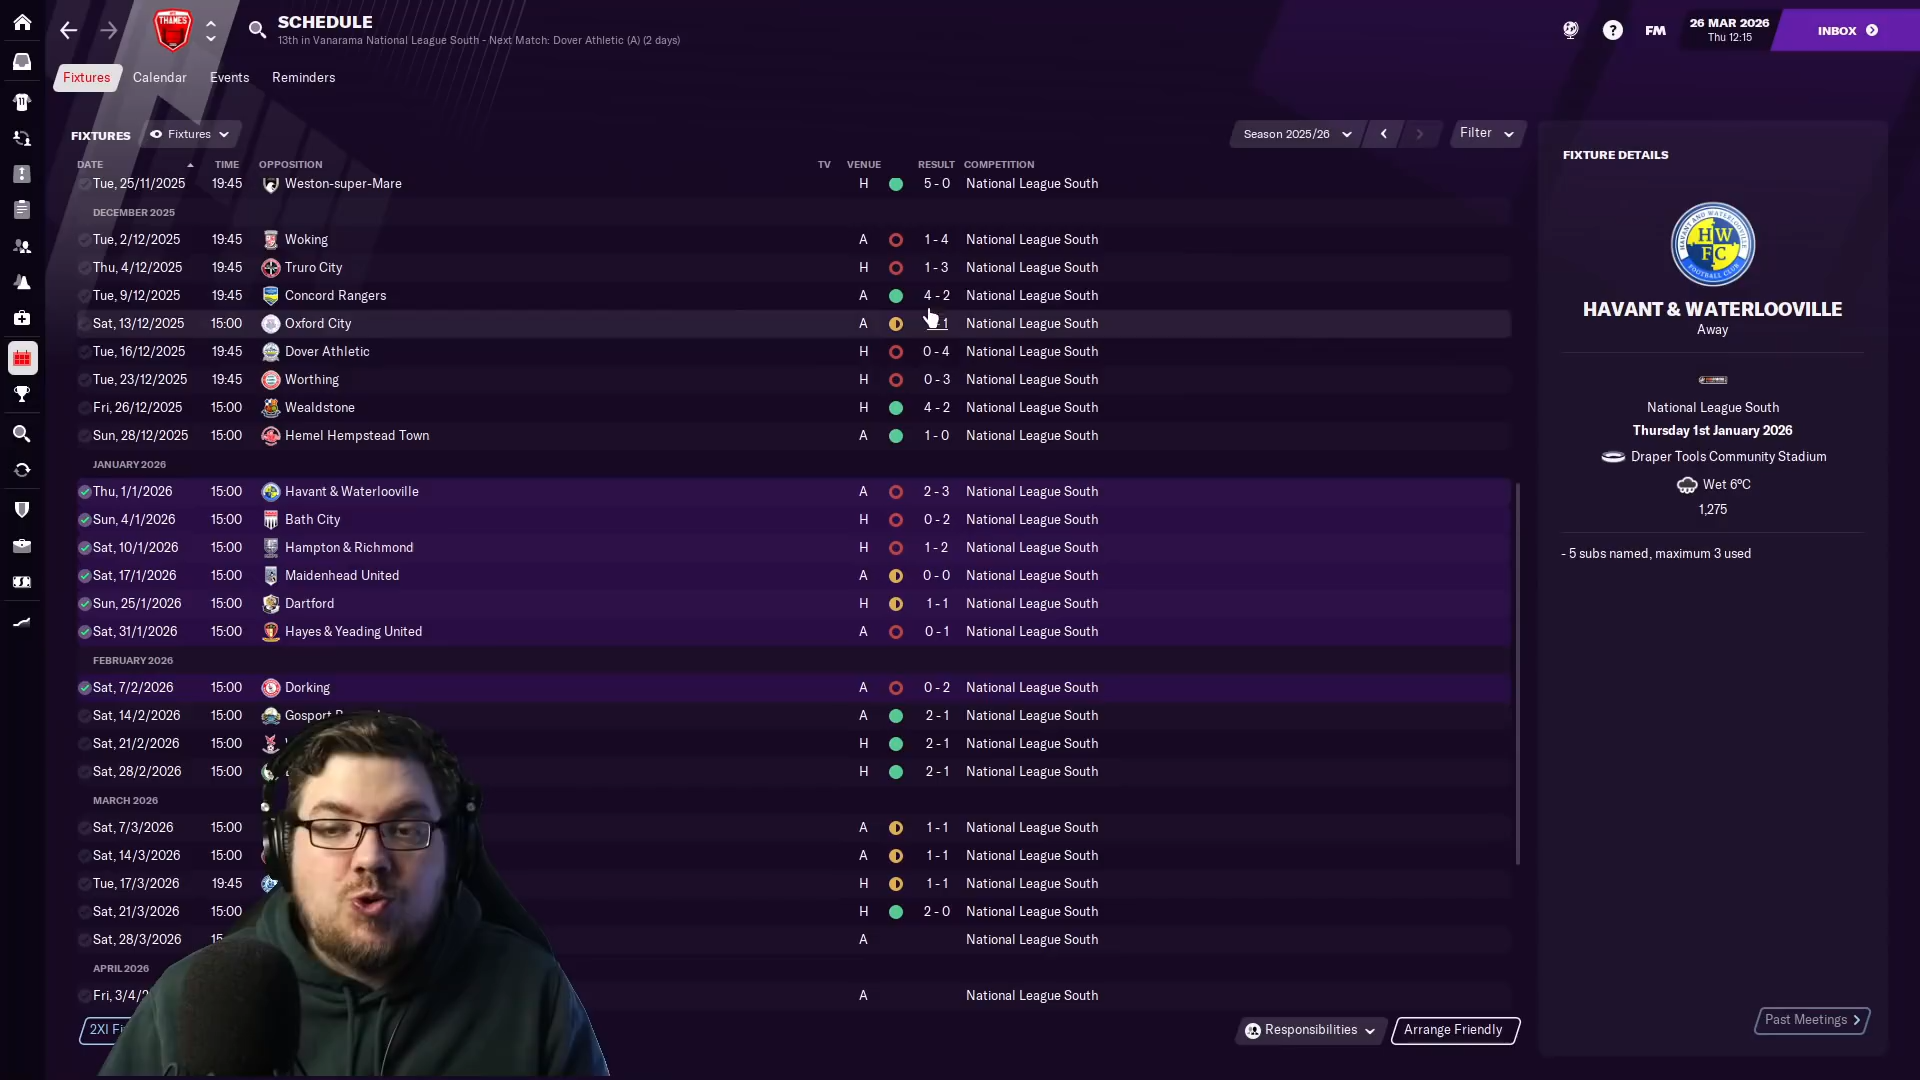 SCHEDULE
13th in Vanarama National League South - Next Match: Dover Athletic (A) (2 days)
THANES
FM
26 MAR 2026
Thu 12:15
INBOX
Fixtures
Calendar
Events
Reminders
FIXTURES
Fixtures
Season 2025/26
Filter
DATE TIME OPPOSITION TV VENUE RESULT COMPETITION
Tue, 25/11/2025 19:45 Weston-super-Mare H 5 - 0 National League South
DECEMBER 2025
Tue, 2/12/2025 19:45 Woking A 1 - 4 National League South
Thu, 4/12/2025 19:45 Truro City H 1 - 3 National League South
Tue, 9/12/2025 19:45 Concord Rangers A 4 - 2 National League South
Sat, 13/12/2025 15:00 Oxford City A 1 National League South
Tue, 16/12/2025 19:45 Dover Athletic H 0 - 4 National League South
Tue, 23/12/2025 19:45 Worthing H 0 - 3 National League South
Fri, 26/12/2025 15:00 Wealdstone H 4 - 2 National League South
Sun, 28/12/2025 15:00 Hemel Hempstead Town A 1 - 0 National League South
JANUARY 2026
Thu, 1/1/2026 15:00 Havant & Waterlooville A 2 - 3 National League South
Sun, 4/1/2026 15:00 Bath City H 0 - 2 National League South
Sat, 10/1/2026 15:00 Hampton & Richmond H 1 - 2 National League South
Sat, 17/1/2026 15:00 Maidenhead United A 0 - 0 National League South
Sun, 25/1/2026 15:00 Dartford H 1 - 1 National League South
Sat, 31/1/2026 15:00 Hayes & Yeading United A 0 - 1 National League South
FEBRUARY 2026
Sat, 7/2/2026 15:00 Dorking A 0 - 2 National League South
Sat, 14/2/2026 15:00 Gosport A 2 - 1 National League South
Sat, 21/2/2026 15:00 H 2 - 1 National League South
Sat, 28/2/2026 15:00 H 2 - 1 National League South
MARCH 2026
Sat, 7/3/2026 15:00 A 1 - 1 National League South
Sat, 14/3/2026 15:00 A 1 - 1 National League South
Tue, 17/3/2026 19:45 H 1 - 1 National League South
Sat, 21/3/2026 15:00 H 2 - 0 National League South
Sat, 28/3/2026 A National League South
APRIL 2026
Fri, 3/4/2 A National League South
2XI
Responsibilities
Arrange Friendly
FIXTURE DETAILS
HAVANT AND WATERLOOVILLE
HW
FC
FOOTBALL CLUB
HAVANT & WATERLOOVILLE
Away
National League South
Thursday 1st January 2026
Draper Tools Community Stadium
Wet 6ºC
1,275
- 5 subs named, maximum 3 used
Past Meetings